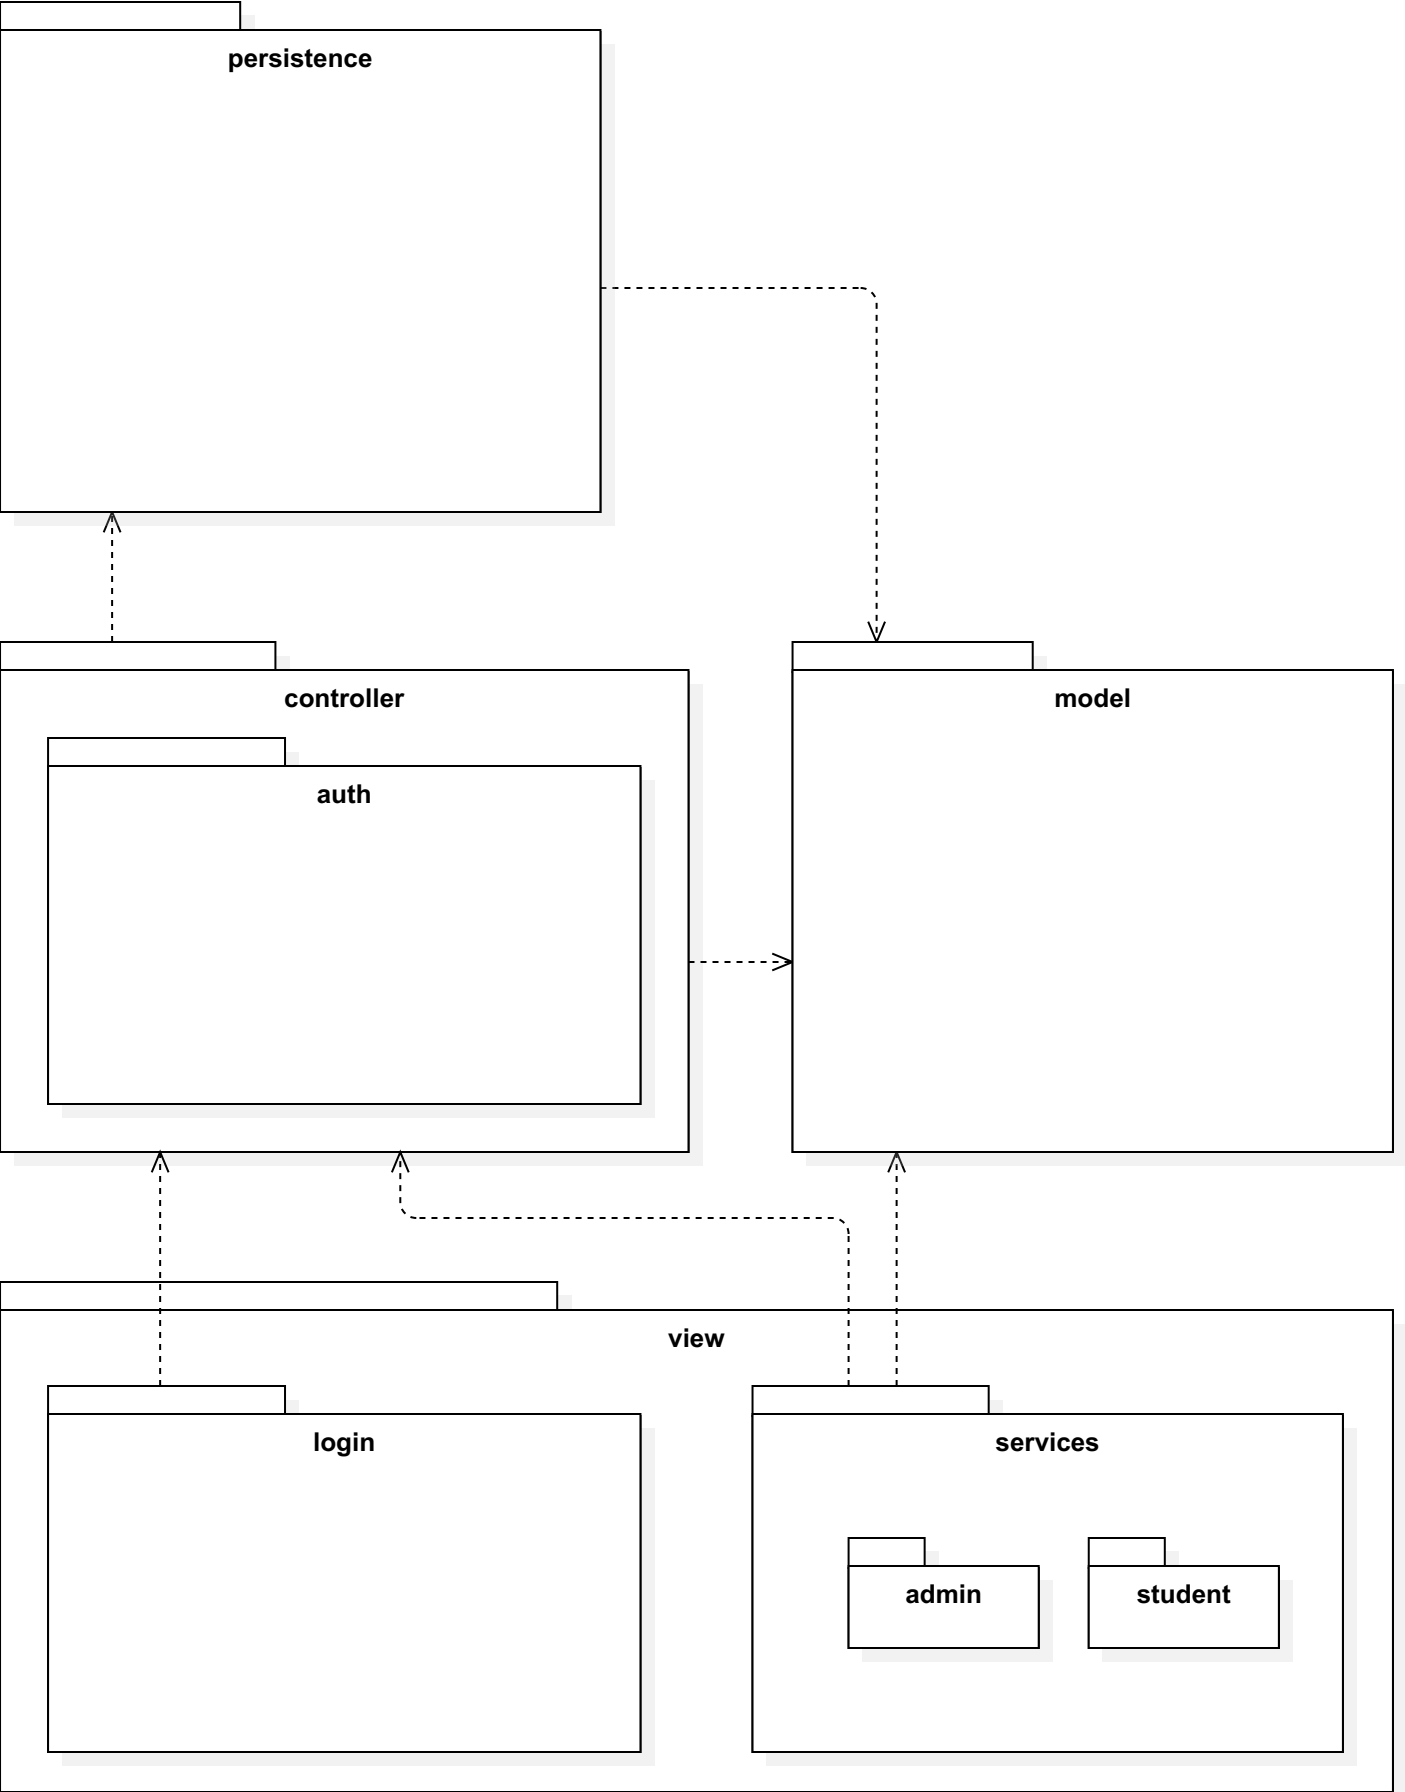 persistence
controller
model
auth
view
login
services
admin
student